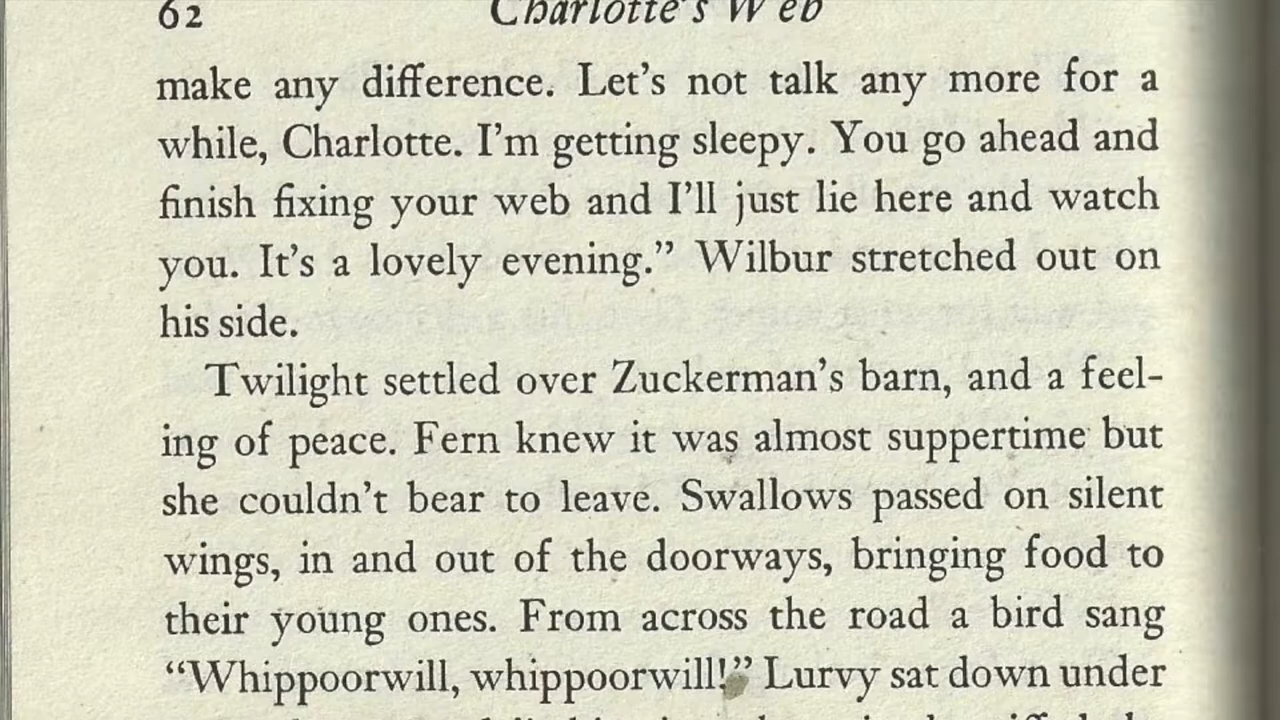 62 Charlotte's Web
make any difference. Let's not talk any more for a
while, Charlotte. I'm getting sleepy. You go ahead and
finish fixing your web and I'll just lie here and watch
you. It's a lovely evening.” Wilbur stretched out on
his side.
Twilight settled over Zuckerman's barn, and a feel-
ing of peace. Fern knew it was almost suppertime but
she couldn't bear to leave. Swallows passed on silent
wings, in and out of the doorways, bringing food to
their young ones. From across the road a bird sang
“Whippoorwill, whippoorwill!” Lurvy sat down under